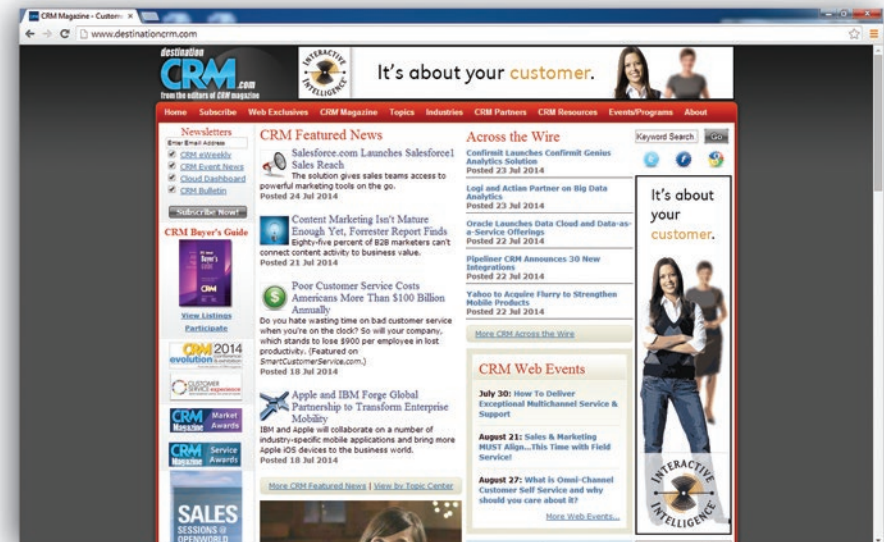 CRM Magazine - Custome
www.destinationcrm.com
destination
CRM.com
from the editors of CRM magazine
INTERACTIVE
INTELLIGENCE
It's about your customer.
Home Subscribe Web Exclusives CRM Magazine Topics Industries CRM Partners CRM Resources Events/Programs About
Newsletters
Enter Email Address
CRM eWeekly
CRM Event News
Cloud Dashboard
CRM Bulletin
Subscribe Now!
CRM Buyer's Guide
Buyer's
CRM
View Listings
Participate
CRM 2014
evolution
CUSTOMER
SERVICE experience
CRM Market
Magazine Awards
CRM Service
Magazine Awards
SALES
SESSIONS @
OPENWORLD
CRM Featured News
Salesforce.com Launches Salesforce1
Sales Reach
The solution gives sales teams access to
powerful marketing tools on the go.
Posted 24 Jul 2014
Content Marketing Isn't Mature
Enough Yet, Forrester Report Finds
Eighty-five percent of B2B marketers can't
connect content activity to business value.
Posted 21 Jul 2014
Poor Customer Service Costs
Americans More Than $100 Billion
Annually
Do you hate wasting time on bad customer service
when you're on the clock? So will your company,
which stands to lose $900 per employee in lost
productivity. (Featured on
SmartCustomerService.com.)
Posted 18 Jul 2014
Apple and IBM Forge Global
Partnership to Transform Enterprise
Mobility
IBM and Apple will collaborate on a number of
industry-specific mobile applications and bring more
Apple iOS devices to the business world.
Posted 18 Jul 2014
More CRM Featured News | View by Topic Center
Across the Wire
Confirmit Launches Confirmit Genius
Analytics Solution
Posted 23 Jul 2014
Logi and Actian Partner on Big Data
Analytics
Posted 23 Jul 2014
Oracle Launches Data Cloud and Data-as-
a-Service Offerings
Posted 22 Jul 2014
Pipeliner CRM Announces 30 New
Integrations
Posted 22 Jul 2014
Yahoo to Acquire Flurry to Strengthen
Mobile Products
Posted 22 Jul 2014
More CRM Across the Wire
CRM Web Events
July 30: How To Deliver
Exceptional Multichannel Service &
Support
August 21: Sales & Marketing
MUST Align...This Time with Field
Service!
August 27: What is Omni-Channel
Customer Self Service and why
should you care about it?
More Web Events...
Keyword Search Go
It's about
your
customer.
INTERACTIVE
INTELLIGENCE